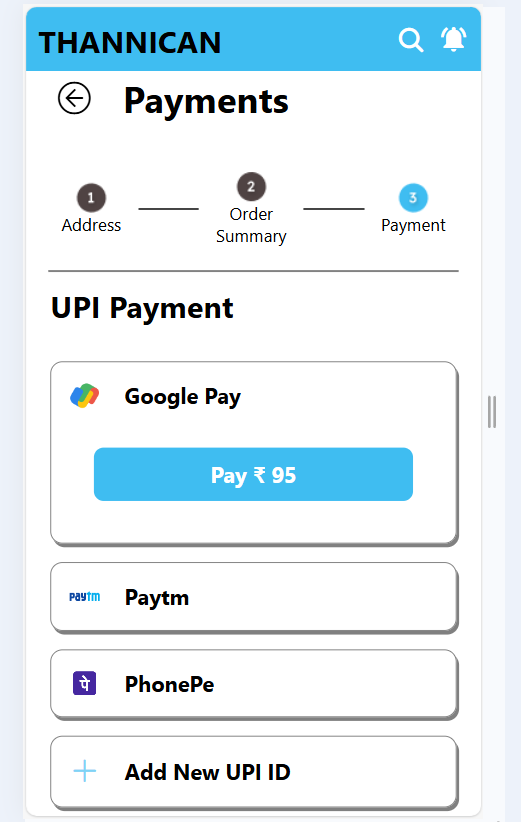 THANNICAN
Payments
1
Address
2
Order
Summary
3
Payment
UPI Payment
Google Pay
Pay ₹ 95
paytm
Paytm
पे
PhonePe
Add New UPI ID